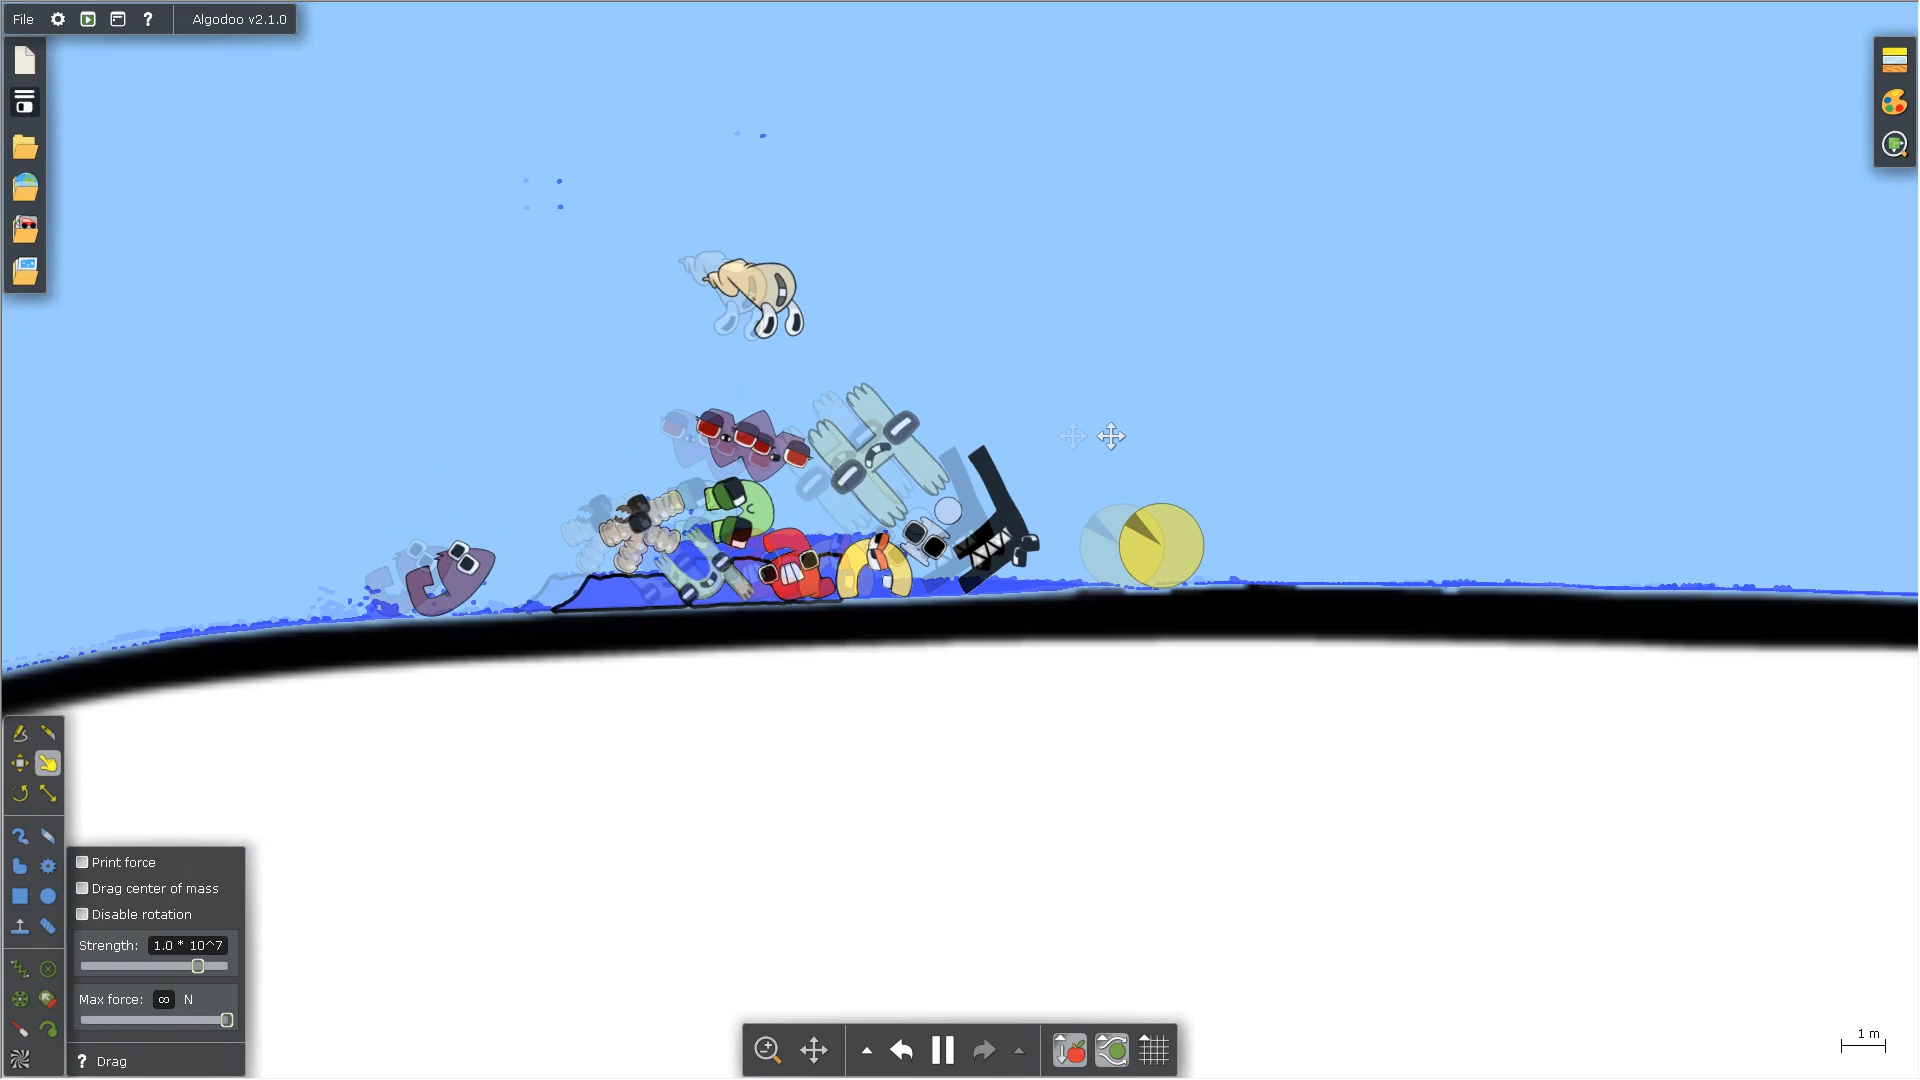 File ? Algodoo v2.1.0
Print force
Drag center of mass
Disable rotation
Strength: 1.0 * 10^7
Max force: ∞ N
? Drag
1 m